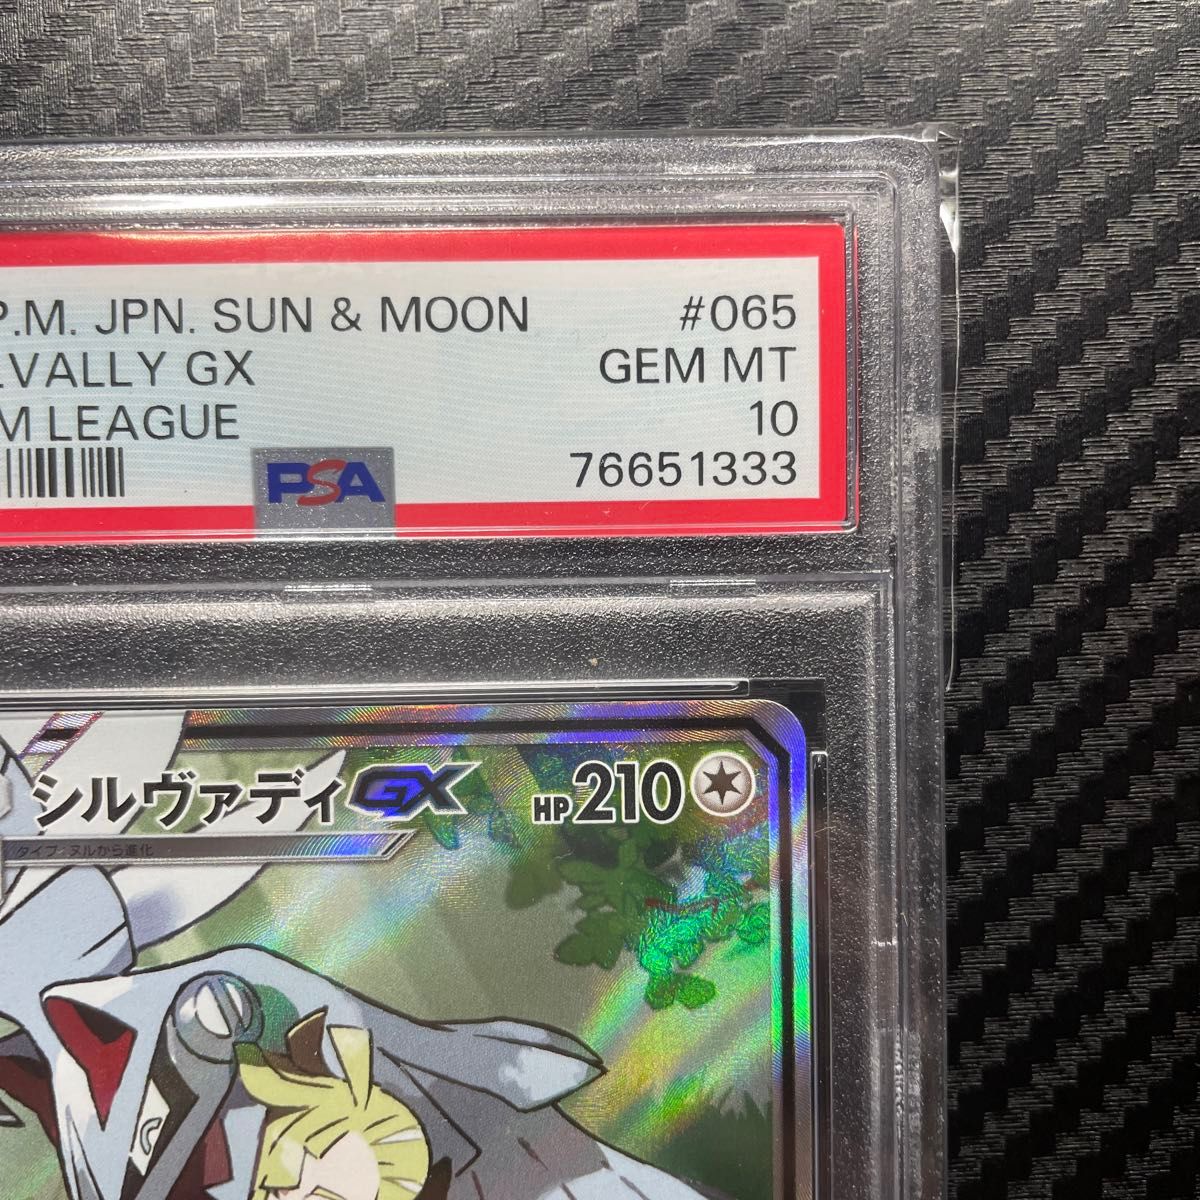 P.M. JPN. SUN & MOON #065
LVALLY GX GEM MT
M LEAGUE 10
PSA 76651333
シルヴァディGX HP210
タイプ:ヌルから進化